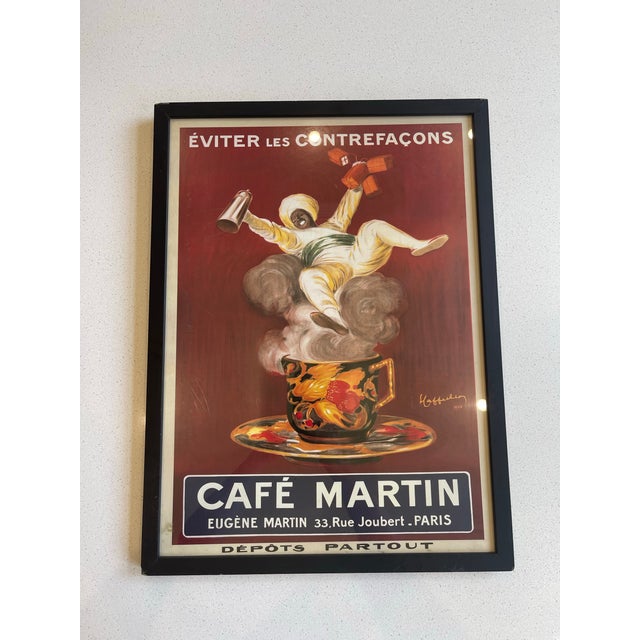 ÉVITER LES CONTREFAÇONS
CAFÉ MARTIN
EUGÈNE MARTIN 33, Rue Joubert - PARIS
DÉPÔTS PARTOUT